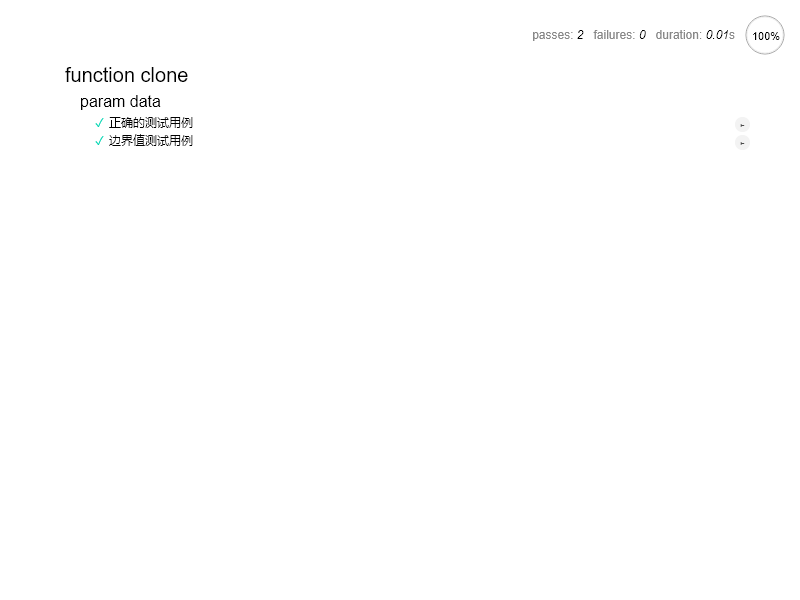 passes: 2 failures: 0 duration: 0.01s 100%
function clone
param data
✓ 正确的测试用例 ‣
✓ 边界值测试用例 ‣